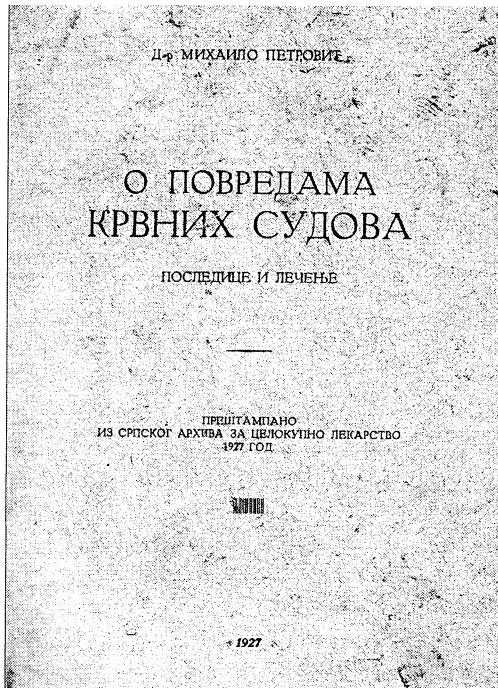 Д-р МИХАИЛО ПЕТРОВИЋ
О ПОВРЕДАМА
КРВНИХ СУДОВА
ПОСЛЕДИЦЕ И ЛЕЧЕЊЕ
ПРЕШТАМПАНО
ИЗ СРПСКОГ АРХИВА ЗА ЦЕЛОКУПНО ЛЕКАРСТВО
1927 ГОД.
1927